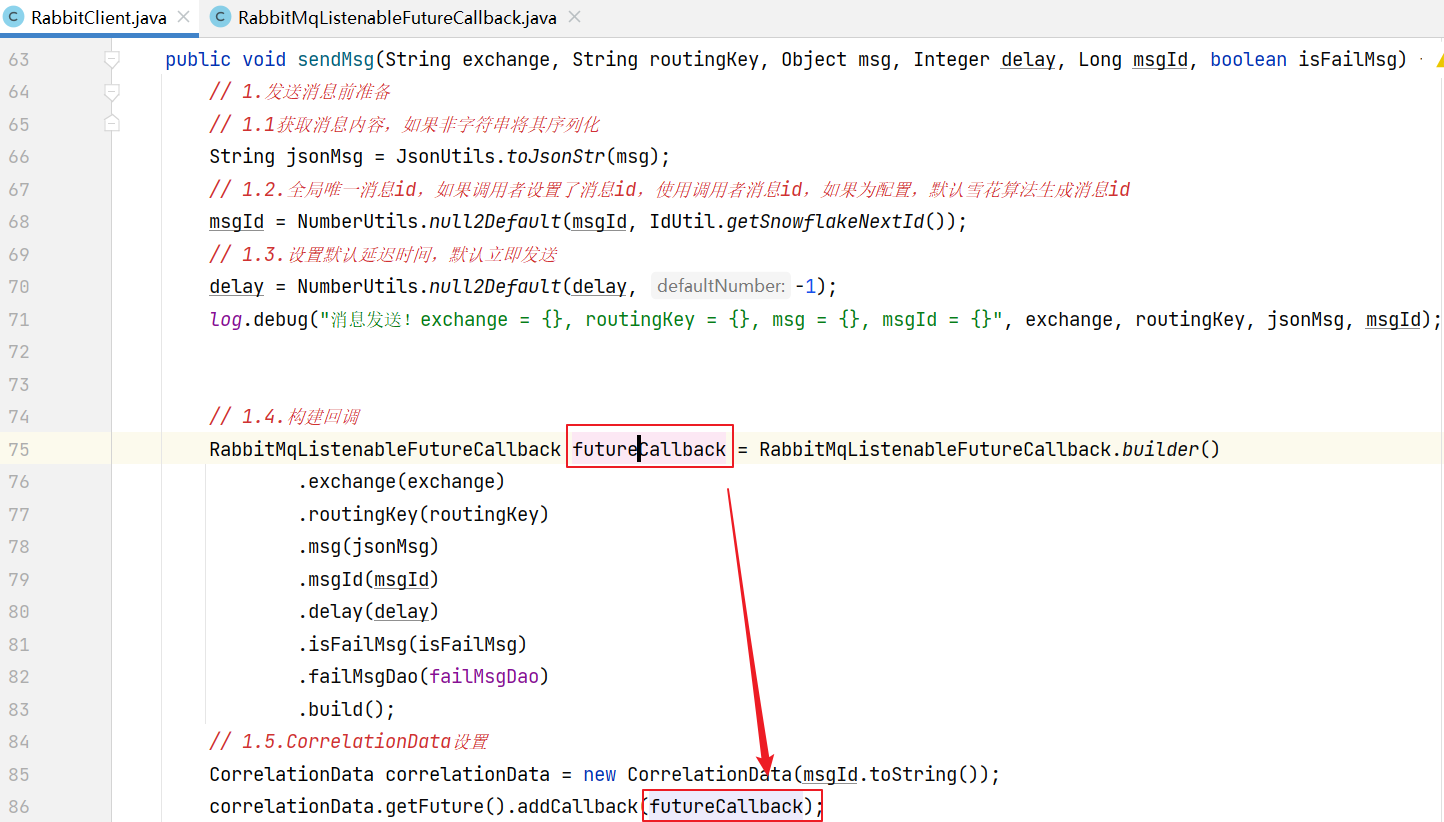 RabbitClient.java RabbitMqListenableFutureCallback.java
63 public void sendMsg(String exchange, String routingKey, Object msg, Integer delay, Long msgId, boolean isFailMsg)
64 // 1.发送消息前准备
65 // 1.1获取消息内容，如果非字符串将其序列化
66 String jsonMsg = JsonUtils.toJsonStr(msg);
67 // 1.2.全局唯一消息id，如果调用者设置了消息id，使用调用者消息id，如果为配置，默认雪花算法生成消息id
68 msgId = NumberUtils.null2Default(msgId, IdUtil.getSnowflakeNextId());
69 // 1.3.设置默认延迟时间，默认立即发送
70 delay = NumberUtils.null2Default(delay, defaultNumber: -1);
71 log.debug("消息发送！exchange = {}, routingKey = {}, msg = {}, msgId = {}", exchange, routingKey, jsonMsg, msgId);
72
73
74 // 1.4.构建回调
75 RabbitMqListenableFutureCallback futureCallback = RabbitMqListenableFutureCallback.builder()
76 .exchange(exchange)
77 .routingKey(routingKey)
78 .msg(jsonMsg)
79 .msgId(msgId)
80 .delay(delay)
81 .isFailMsg(isFailMsg)
82 .failMsgDao(failMsgDao)
83 .build();
84 // 1.5.CorrelationData设置
85 CorrelationData correlationData = new CorrelationData(msgId.toString());
86 correlationData.getFuture().addCallback(futureCallback);